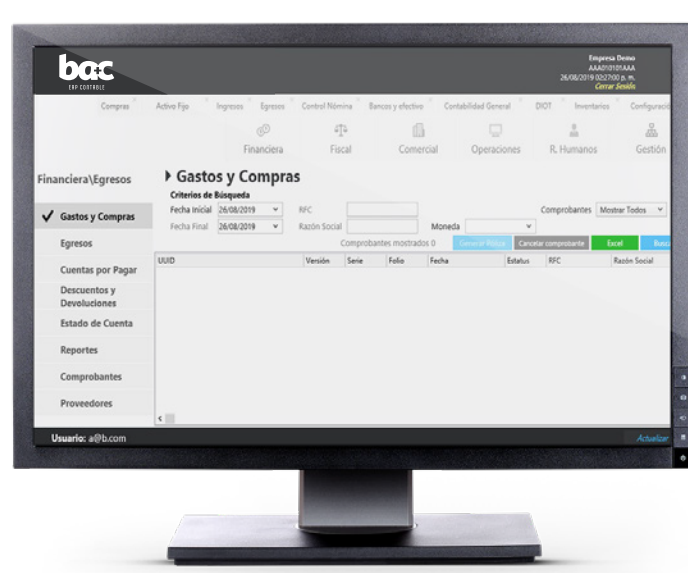 bac
ERP CONTABLE
Empresa Demo
AAA010101AAA
26/08/2019 02:27:00 p. m.
Cerrar Sesión
Compras Activo Fijo Ingresos Egresos Control Nómina Bancos y efectivo Contabilidad General DIOT Inventarios
Financiera Fiscal Comercial Operaciones R. Humanos Gestión
Financiera\Egresos
Gastos y Compras
Criterios de Búsqueda
Fecha Inicial 26/08/2019 RFC Comprobantes Mostrar Todos
Fecha Final 26/08/2019 Razón Social Moneda
Comprobantes mostrados 0 Generar Póliza Cancelar comprobante Excel
UUID Versión Serie Folio Fecha Estatus RFC Razón Social
Gastos y Compras
Egresos
Cuentas por Pagar
Descuentos y
Devoluciones
Estado de Cuenta
Reportes
Comprobantes
Proveedores
Usuario: a@b.com Actualizar